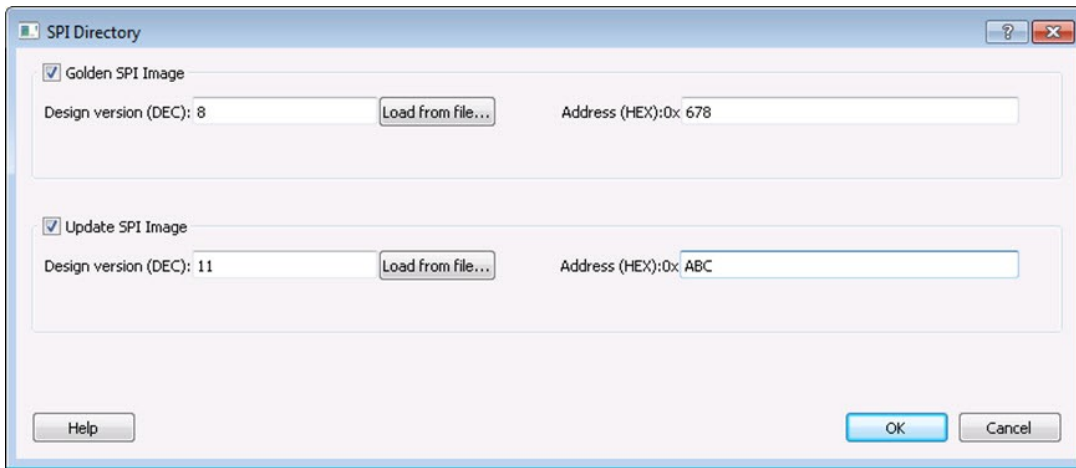 SPI Directory
Golden SPI Image
Design version (DEC): 8 Load from file... Address (HEX):0x 678
Update SPI Image
Design version (DEC): 11 Load from file... Address (HEX):0x ABC
Help OK Cancel